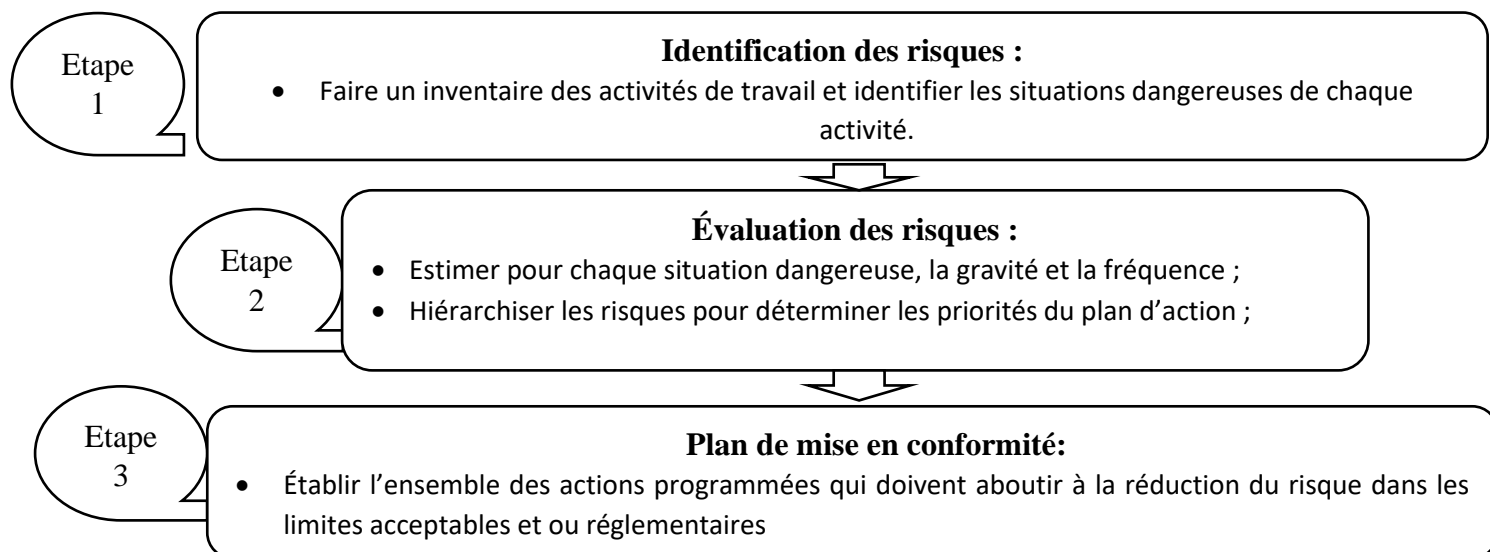 Etape
1
Identification des risques :
• Faire un inventaire des activités de travail et identifier les situations dangereuses de chaque
activité.
Etape
2
Évaluation des risques :
• Estimer pour chaque situation dangereuse, la gravité et la fréquence ;
• Hiérarchiser les risques pour déterminer les priorités du plan d’action ;
Etape
3
Plan de mise en conformité:
• Établir l’ensemble des actions programmées qui doivent aboutir à la réduction du risque dans les
limites acceptables et ou réglementaires